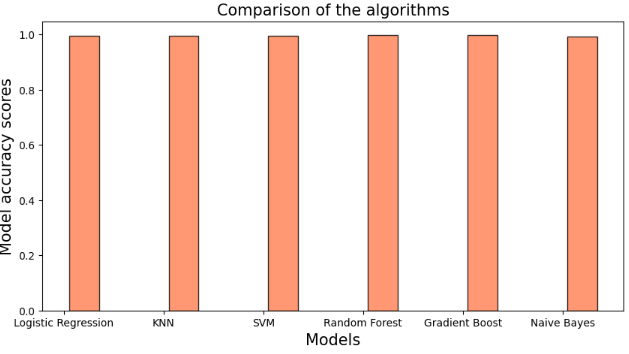 Comparison of the algorithms
Model accuracy scores
1.0
0.8
0.6
0.4
0.2
0.0
Logistic Regression KNN SVM Random Forest Gradient Boost Naive Bayes
Models